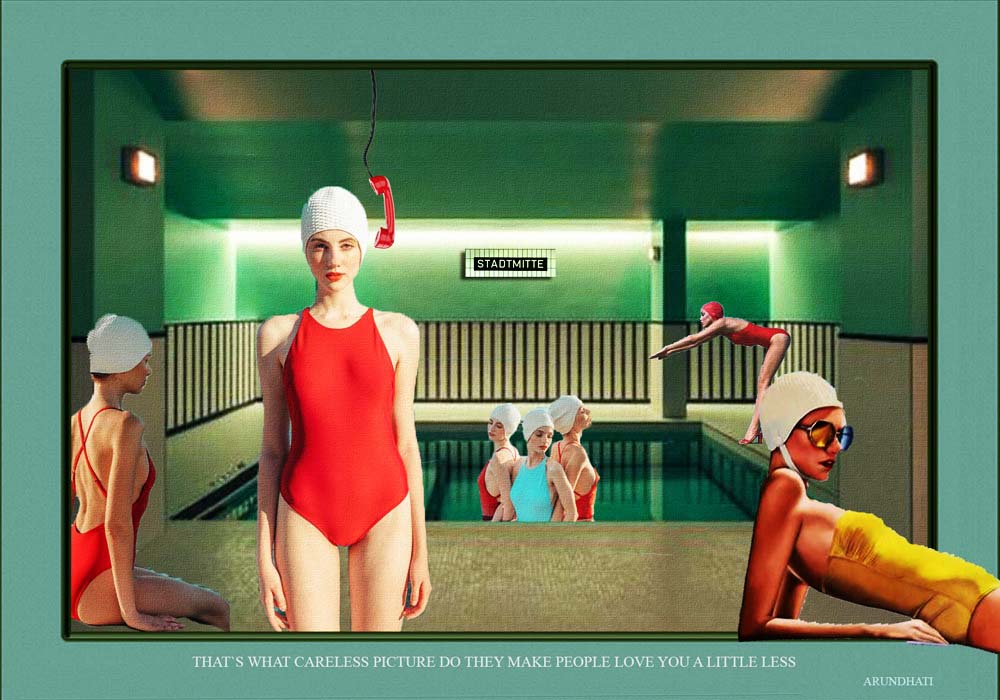 STADTMITTE
THAT`S WHAT CARELESS PICTURE DO THEY MAKE PEOPLE LOVE YOU A LITTLE LESS
ARUNDHATI